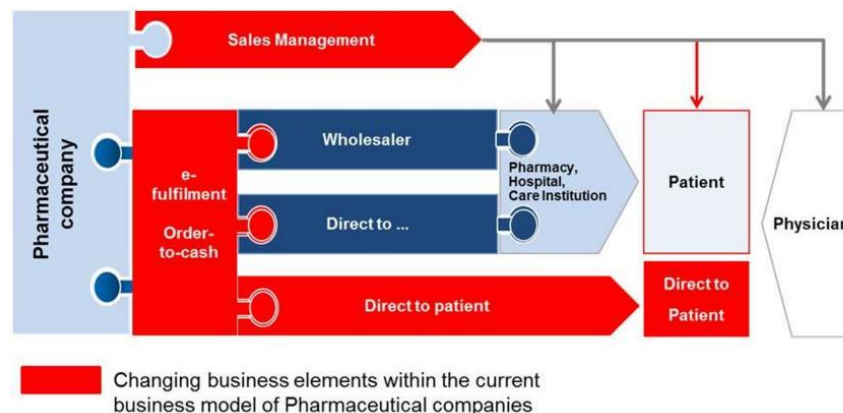 Pharmaceutical
company
Sales Management
e-
fulfilment
Order-
to-cash
Wholesaler
Direct to ...
Direct to patient
Pharmacy,
Hospital,
Care Institution
Patient
Direct to
Patient
Physician
Changing business elements within the current
business model of Pharmaceutical companies